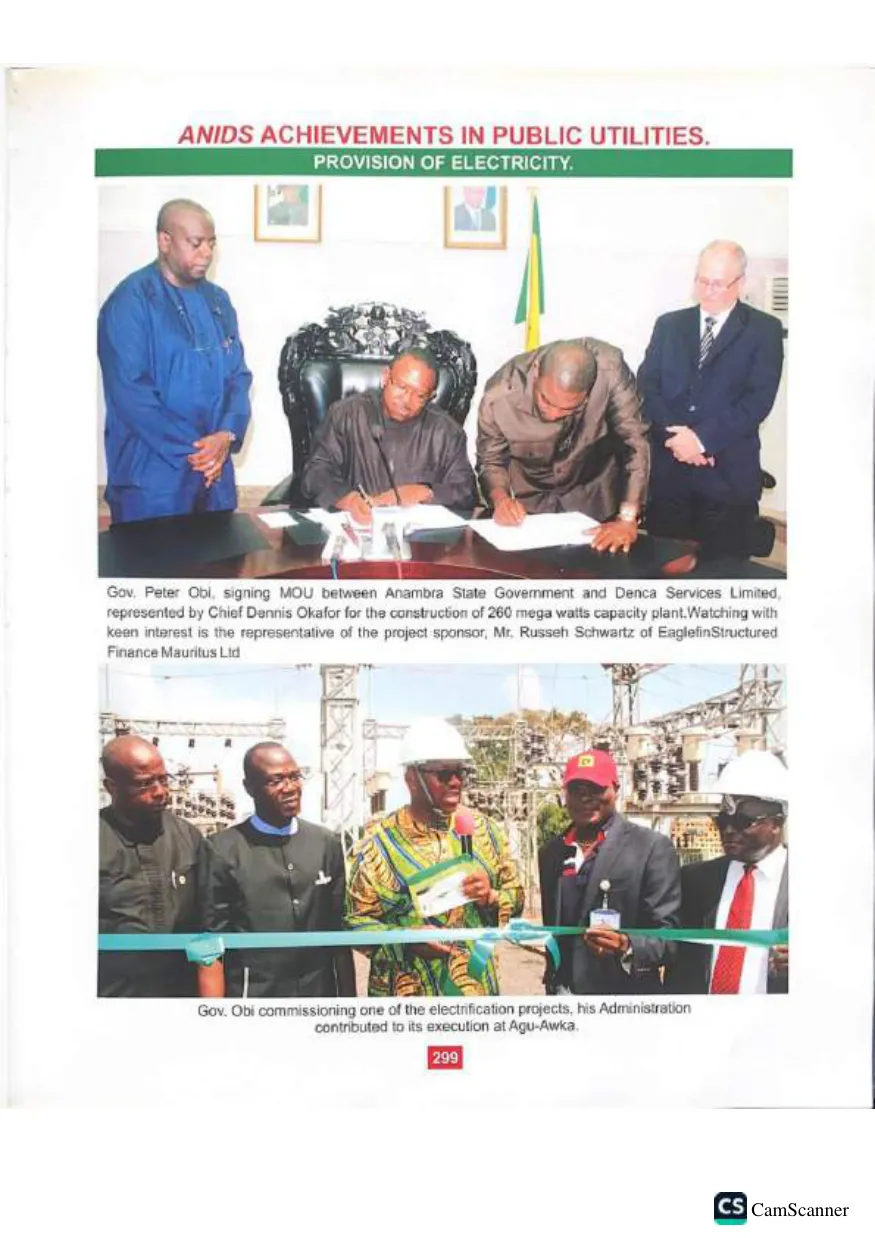 ANIDS ACHIEVEMENTS IN PUBLIC UTILITIES.
PROVISION OF ELECTRICITY.
Gov. Peter Obi, signing MOU between Anambra State Government and Denca Services Limited,
represented by Chief Dennis Okafor for the construction of 260 mega watts capacity plant.Watching with
keen interest is the representative of the project sponsor, Mr. Russeh Schwartz of EaglefinStructured
Finance Mauritus Ltd
Gov. Obi commissioning one of the electrification projects, his Administration
contributed to its execution at Agu-Awka.
299
CS CamScanner